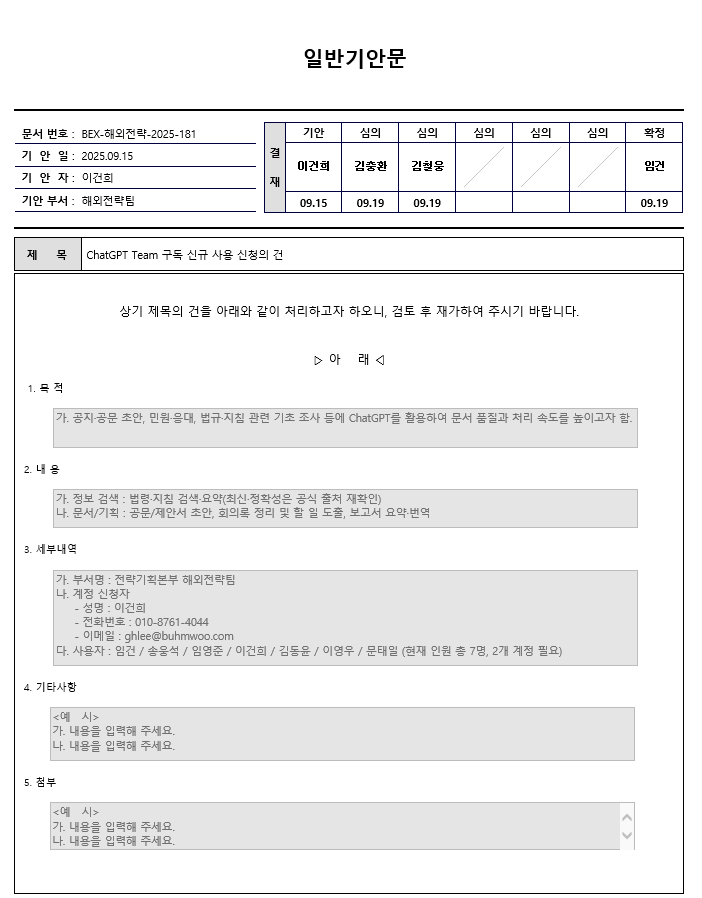 일반기안문
문서 번호 : BEX-해외전략-2025-181
기 안 일 : 2025.09.15
기 안 자 : 이건희
기안 부서 : 해외전략팀
결재
기안 심의 심의 심의 심의 심의 확정
이건희 김충환 김철웅 임건
09.15 09.19 09.19 09.19
제 목 ChatGPT Team 구독 신규 사용 신청의 건
상기 제목의 건을 아래와 같이 처리하고자 하오니, 검토 후 재가하여 주시기 바랍니다.
▷ 아 래 ◁
1. 목 적
가. 공지·공문 초안, 민원·응대, 법규·지침 관련 기초 조사 등에 ChatGPT를 활용하여 문서 품질과 처리 속도를 높이고자 함.
2. 내 용
가. 정보 검색 : 법령·지침 검색·요약(최신·정확성은 공식 출처 재확인)
나. 문서/기획 : 공문/제안서 초안, 회의록 정리 및 할 일 도출, 보고서 요약·번역
3. 세부내역
가. 부서명 : 전략기획본부 해외전략팀
나. 계정 신청자
- 성명 : 이건희
- 전화번호 : 010-8761-4044
- 이메일 : ghlee@buhmwoo.com
다. 사용자 : 임건 / 송웅석 / 임영준 / 이건희 / 김동윤 / 이영우 / 문태일 (현재 인원 총 7명, 2개 계정 필요)
4. 기타사항
<예 시>
가. 내용을 입력해 주세요.
나. 내용을 입력해 주세요.
5. 첨부
<예 시>
가. 내용을 입력해 주세요.
나. 내용을 입력해 주세요.